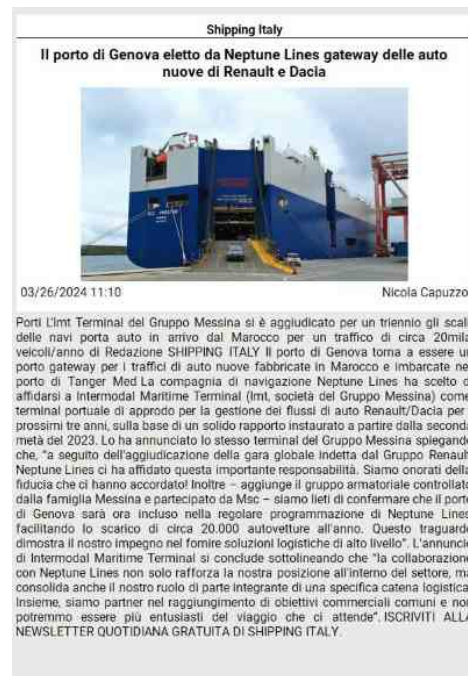 Shipping Italy
Il porto di Genova eletto da Neptune Lines gateway delle auto
nuove di Renault e Dacia
03/26/2024 11:10
Nicola Capuzzo
Porti L'Imt Terminal del Gruppo Messina si è aggiudicato per un triennio gli scali
delle navi porta auto in arrivo dal Marocco per un traffico di circa 20mila
veicoli/anno di Redazione SHIPPING ITALY Il porto di Genova torna a essere un
porto gateway per i traffici di auto nuove fabbricate in Marocco e imbarcate nel
porto di Tanger Med La compagnia di navigazione Neptune Lines ha scelto di
affidarsi a Intermodal Maritime Terminal (Imt, società del Gruppo Messina) come
terminal portuale di approdo per la gestione dei flussi di auto Renault/Dacia per i
prossimi tre anni, sulla base di un solido rapporto instaurato a partire dalla seconda
metà del 2023. Lo ha annunciato lo stesso terminal del Gruppo Messina spiegando
che, "a seguito dell'aggiudicazione della gara globale indetta dal Gruppo Renault
Neptune Lines ci ha affidato questa importante responsabilità. Siamo onorati della
fiducia che ci hanno accordato! Inoltre – aggiunge il gruppo armatoriale controllato
dalla famiglia Messina e partecipato da Msc – siamo lieti di confermare che il porto
di Genova sarà ora incluso nella regolare programmazione di Neptune Lines
facilitando lo scarico di circa 20.000 autovetture all'anno. Questo traguardo
dimostra il nostro impegno nel fornire soluzioni logistiche di alto livello". L'annuncio
di Intermodal Maritime Terminal si conclude sottolineando che "la collaborazione
con Neptune Lines non solo rafforza la nostra posizione all'interno del settore, ma
consolida anche il nostro ruolo di parte integrante di una specifica catena logistica.
Insieme, siamo partner nel raggiungimento di obiettivi commerciali comuni e non
potremmo essere più entusiasti del viaggio che ci attende". ISCRIVITI ALLA
NEWSLETTER QUOTIDIANA GRATUITA DI SHIPPING ITALY.